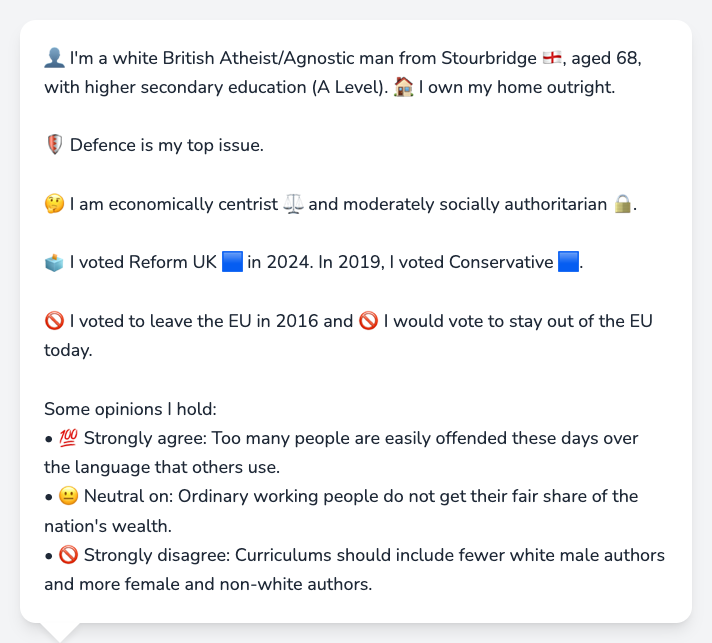 👤 I'm a white British Atheist/Agnostic man from Stourbridge 🏴󠁧󠁢󠁥󠁮󠁧󠁿, aged 68,
with higher secondary education (A Level). 🏠 I own my home outright.
🛡️ Defence is my top issue.
🤔 I am economically centrist ⚖️ and moderately socially authoritarian 🔒.
🗳️ I voted Reform UK 🟦 in 2024. In 2019, I voted Conservative 🟦.
🚫 I voted to leave the EU in 2016 and 🚫 I would vote to stay out of the EU
today.
Some opinions I hold:
• 💯 Strongly agree: Too many people are easily offended these days over
the language that others use.
• 😐 Neutral on: Ordinary working people do not get their fair share of the
nation's wealth.
• 🚫 Strongly disagree: Curriculums should include fewer white male authors
and more female and non-white authors.